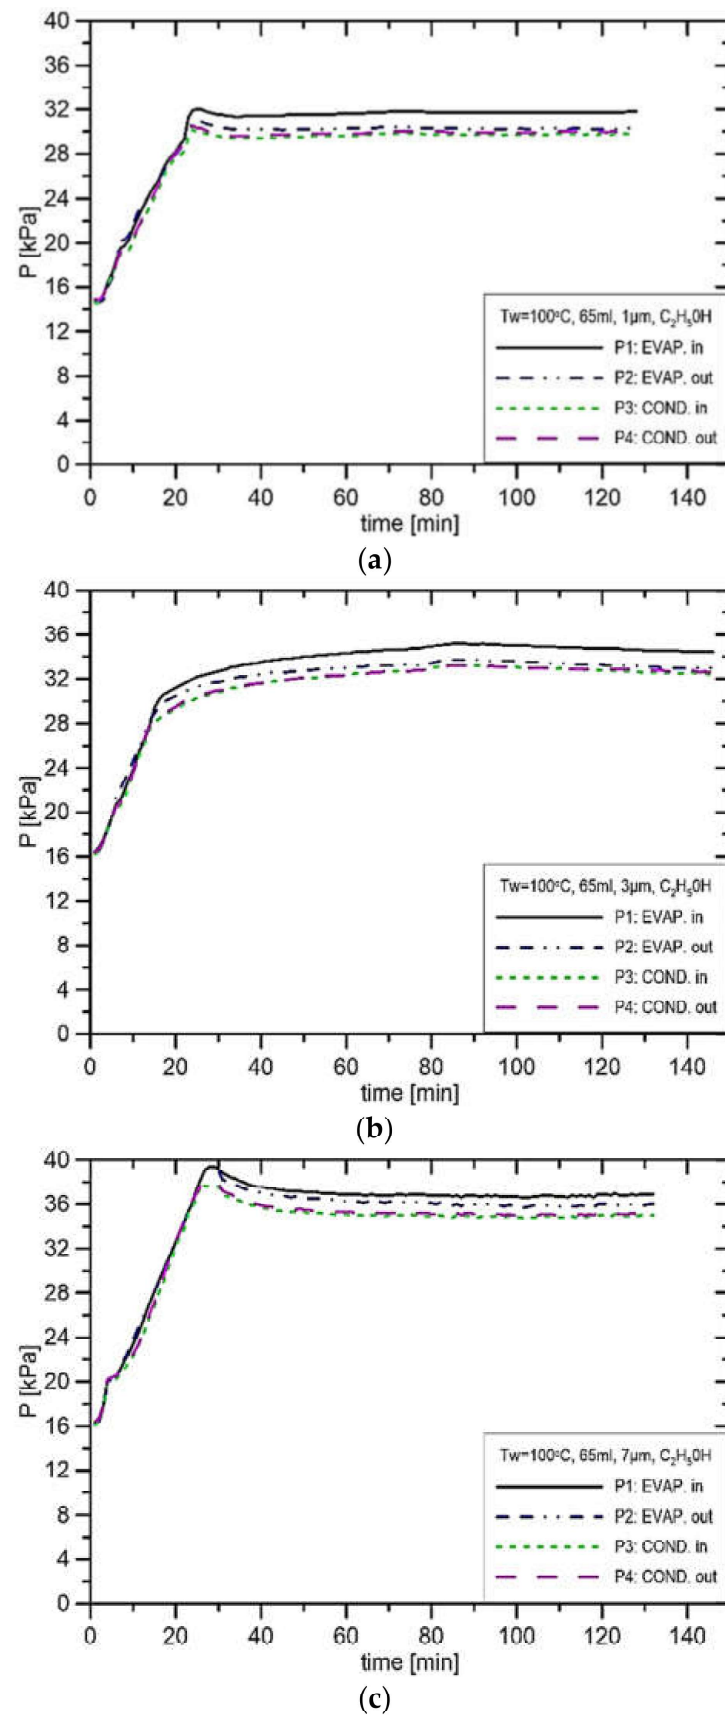 40
36
32
28
24
20
16
12
8
4
0
P [kPa]
Tw=100°C, 65ml, 1µm, C₂H₅0H
P1: EVAP. in
P2: EVAP. out
P3: COND. in
P4: COND. out
0 20 40 60 80 100 120 140
time [min]
(a)
40
36
32
28
24
20
16
12
8
4
0
P [kPa]
Tw=100°C, 65ml, 3µm, C₂H₅0H
P1: EVAP. in
P2: EVAP. out
P3: COND. in
P4: COND. out
0 20 40 60 80 100 120 140
time [min]
(b)
40
36
32
28
24
20
16
12
8
4
0
P [kPa]
Tw=100°C, 65ml, 7µm, C₂H₅0H
P1: EVAP. in
P2: EVAP. out
P3: COND. in
P4: COND. out
0 20 40 60 80 100 120 140
time [min]
(c)